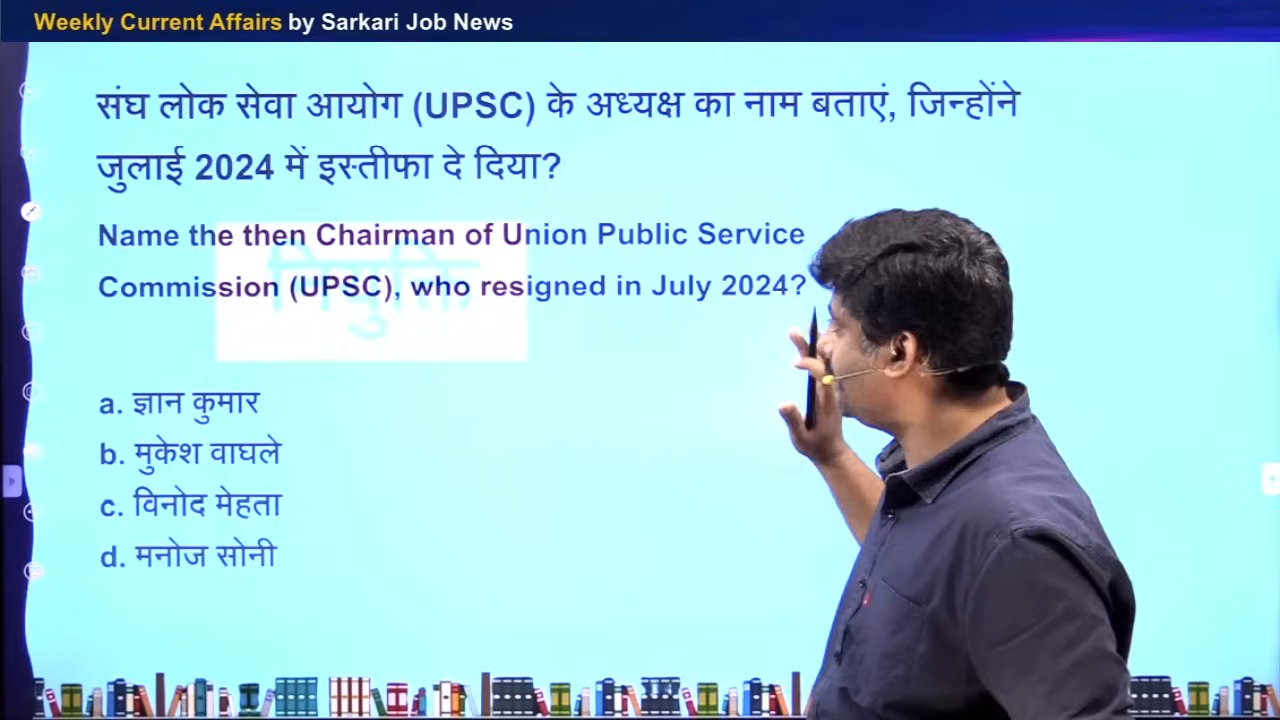 Weekly Current Affairs by Sarkari Job News
संघ लोक सेवा आयोग (UPSC) के अध्यक्ष का नाम बताएं, जिन्होंने
जुलाई 2024 में इस्तीफा दे दिया?
Name the then Chairman of Union Public Service
Commission (UPSC), who resigned in July 2024?
नियुक्ति
a. ज्ञान कुमार
b. मुकेश वाघले
c. विनोद मेहता
d. मनोज सोनी